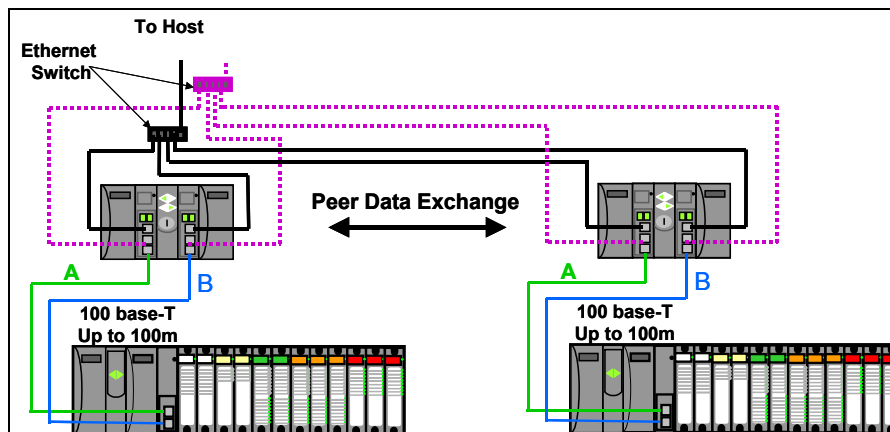 To Host
Ethernet
Switch
Peer Data Exchange
A
B
100 base-T
Up to 100m
A
B
100 base-T
Up to 100m